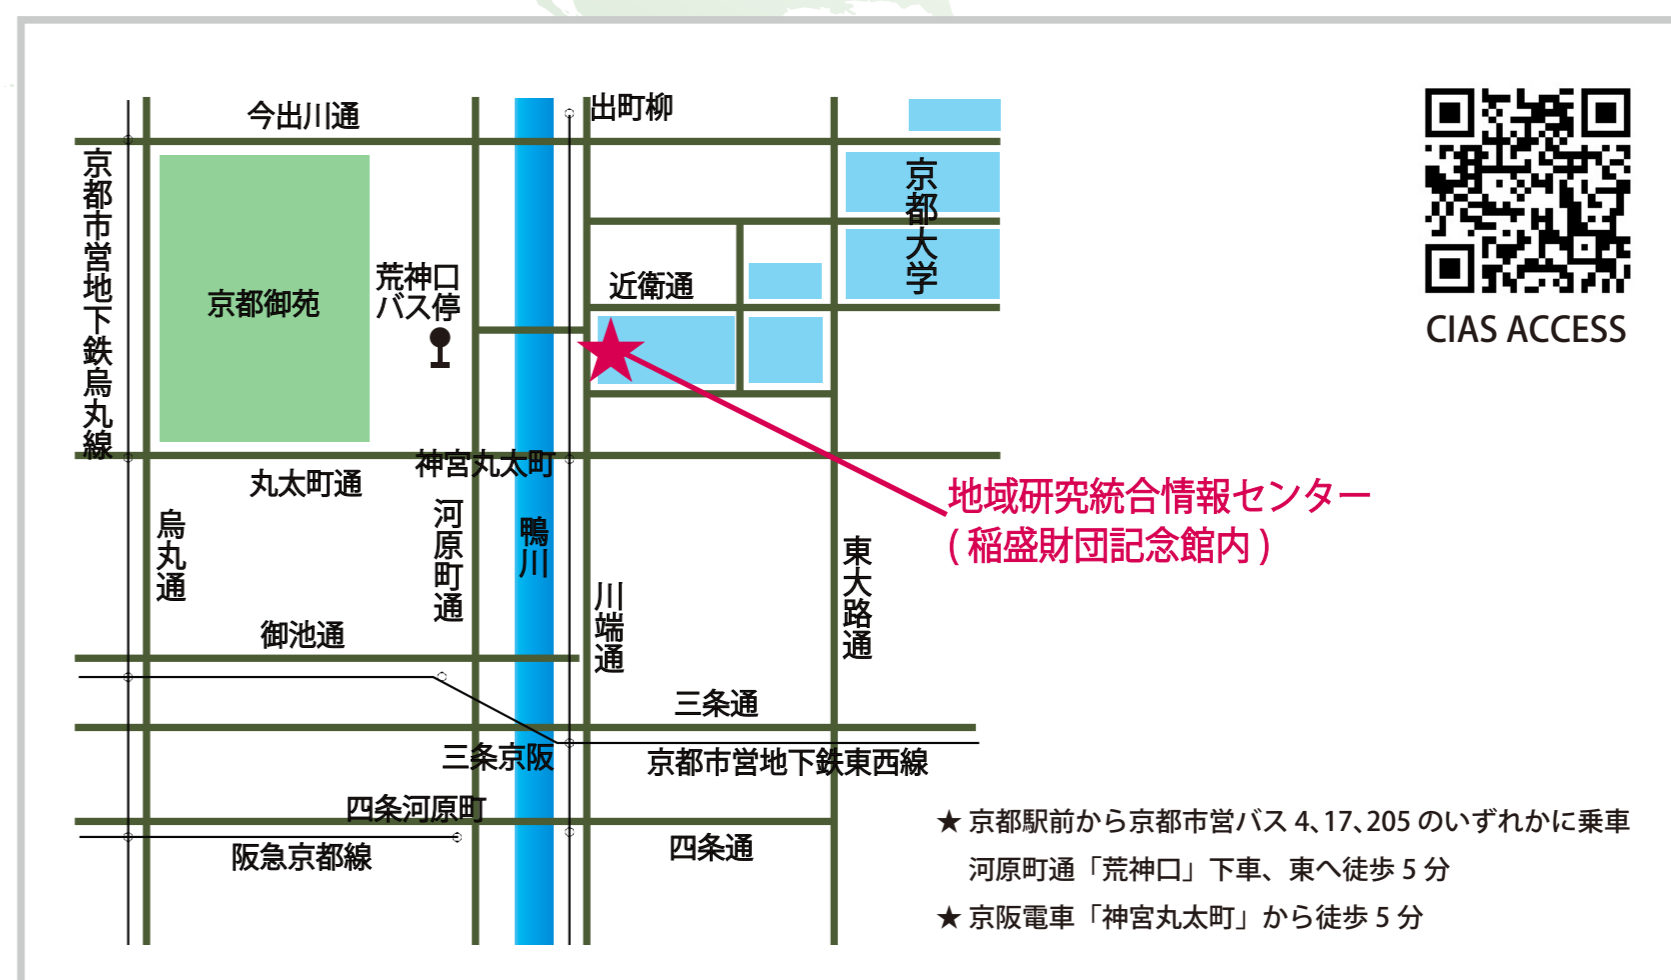 今出川通
出町柳
京都市営地下鉄烏丸線
京都大学
京都御苑
荒神口
バス停
近衛通
CIAS ACCESS
神宮丸太町
丸太町通
地域研究統合情報センター
( 稲盛財団記念館内 )
烏丸通
河原町通
鴨川
川端通
東大路通
御池通
三条通
三条京阪
京都市営地下鉄東西線
四条河原町
阪急京都線
四条通
★ 京都駅前から京都市営バス 4、17、205 のいずれかに乗車
河原町通「荒神口」下車、東へ徒歩 5 分
★ 京阪電車「神宮丸太町」から徒歩 5 分